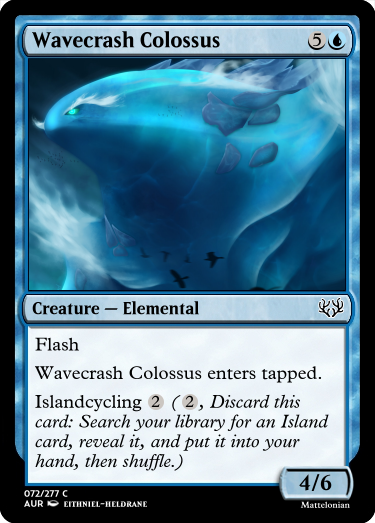 Wavecrash Colossus 5
Creature — Elemental
Flash
Wavecrash Colossus enters tapped.
Islandcycling 2 (2, Discard this
card: Search your library for an Island
card, reveal it, and put it into your
hand, then shuffle.)
4/6
072/277 C
AUR EITHNIEL-HELDRANE
Mattelonian